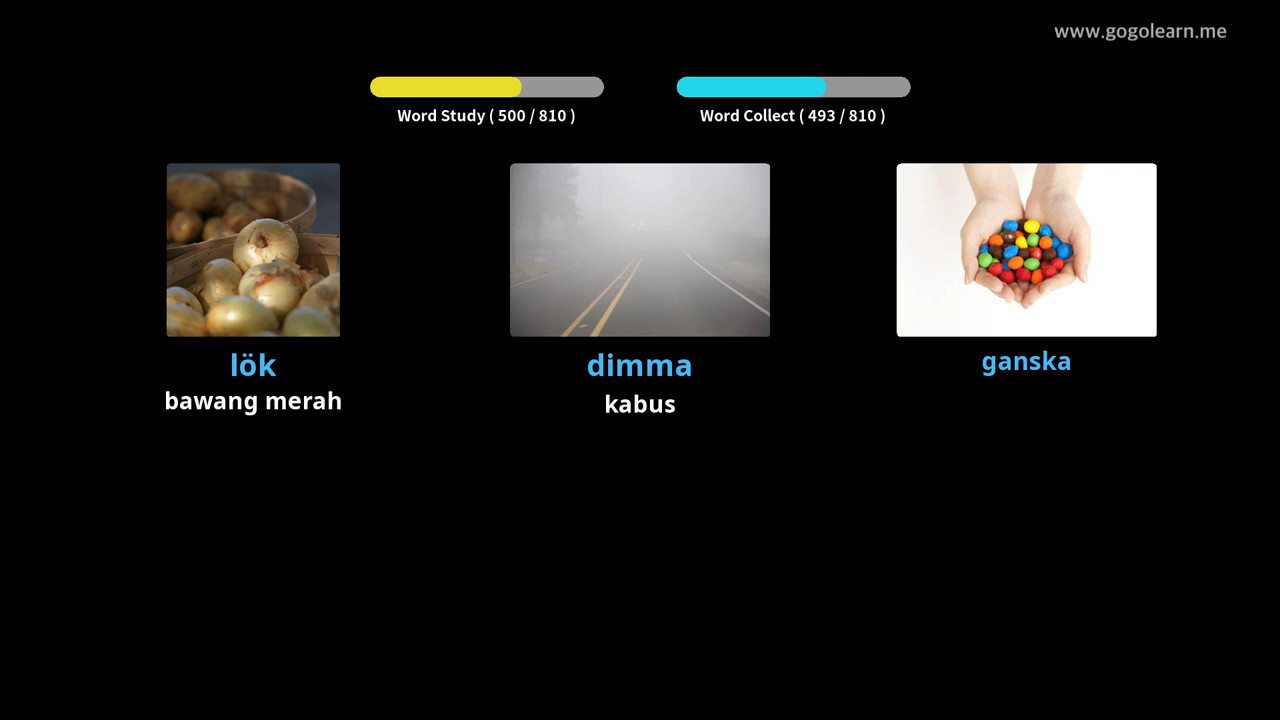 www.gogolearn.me
Word Study ( 500 / 810 )
Word Collect ( 493 / 810 )
lök
bawang merah
dimma
kabus
ganska